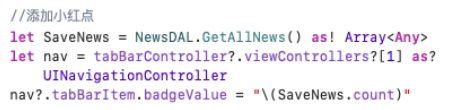 //添加小红点
let SaveNews = NewsDAL.GetAllNews() as! Array<Any>
let nav = tabBarController?.viewControllers?[1] as?
UINavigationController
nav?.tabBarItem.badgeValue = "\(SaveNews.count)"